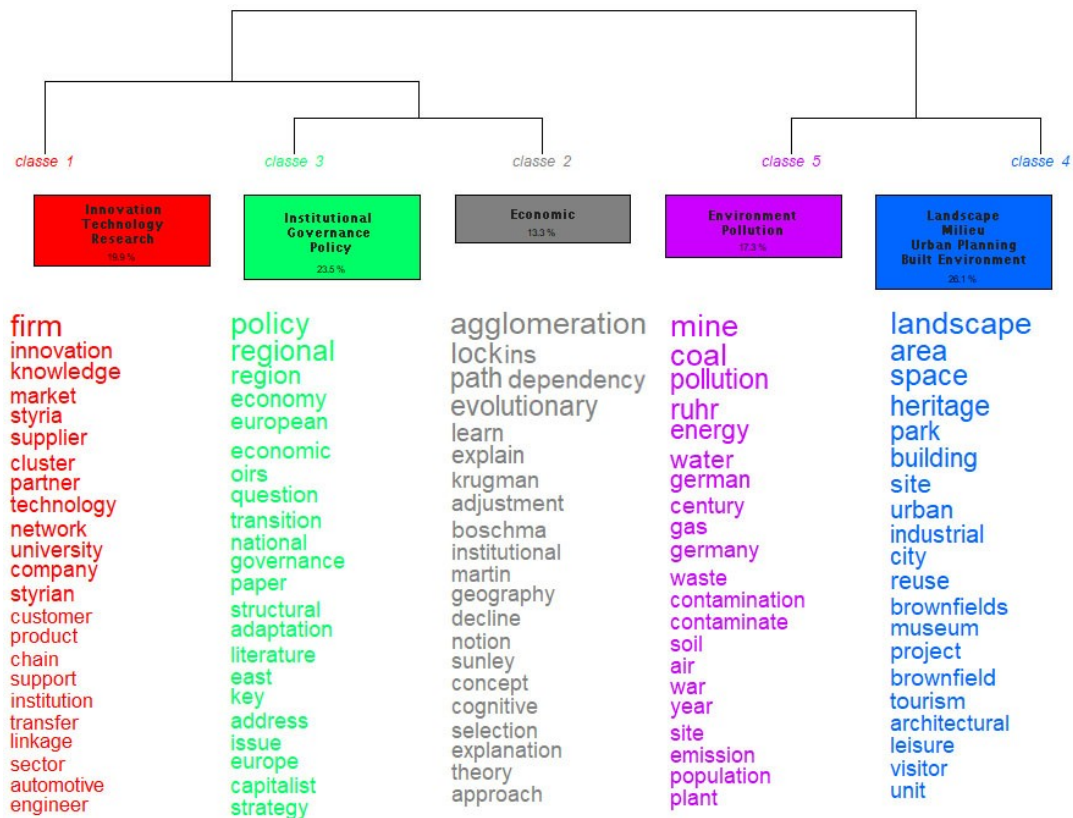 classe 1
classe 3
classe 2
classe 5
classe 4
Innovation
Technology
Research
19.9 %
Institutional
Governance
Policy
23.5 %
Economic
13.3 %
Environment
Pollution
17.3 %
Landscape
Milieu
Urban Planning
Built Environment
26.1 %
firm
innovation
knowledge
market
styria
supplier
cluster
partner
technology
network
university
company
styrian
customer
product
chain
support
institution
transfer
linkage
sector
automotive
engineer
policy
regional
region
economy
european
economic
oirs
question
transition
national
governance
paper
structural
adaptation
literature
east
key
address
issue
europe
capitalist
strategy
agglomeration
lockins
path dependency
evolutionary
learn
explain
krugman
adjustment
boschma
institutional
martin
geography
decline
notion
sunley
concept
cognitive
selection
explanation
theory
approach
mine
coal
pollution
ruhr
energy
water
german
century
gas
germany
waste
contamination
contaminate
soil
air
war
year
site
emission
population
plant
landscape
area
space
heritage
park
building
site
urban
industrial
city
reuse
brownfields
museum
project
brownfield
tourism
architectural
leisure
visitor
unit